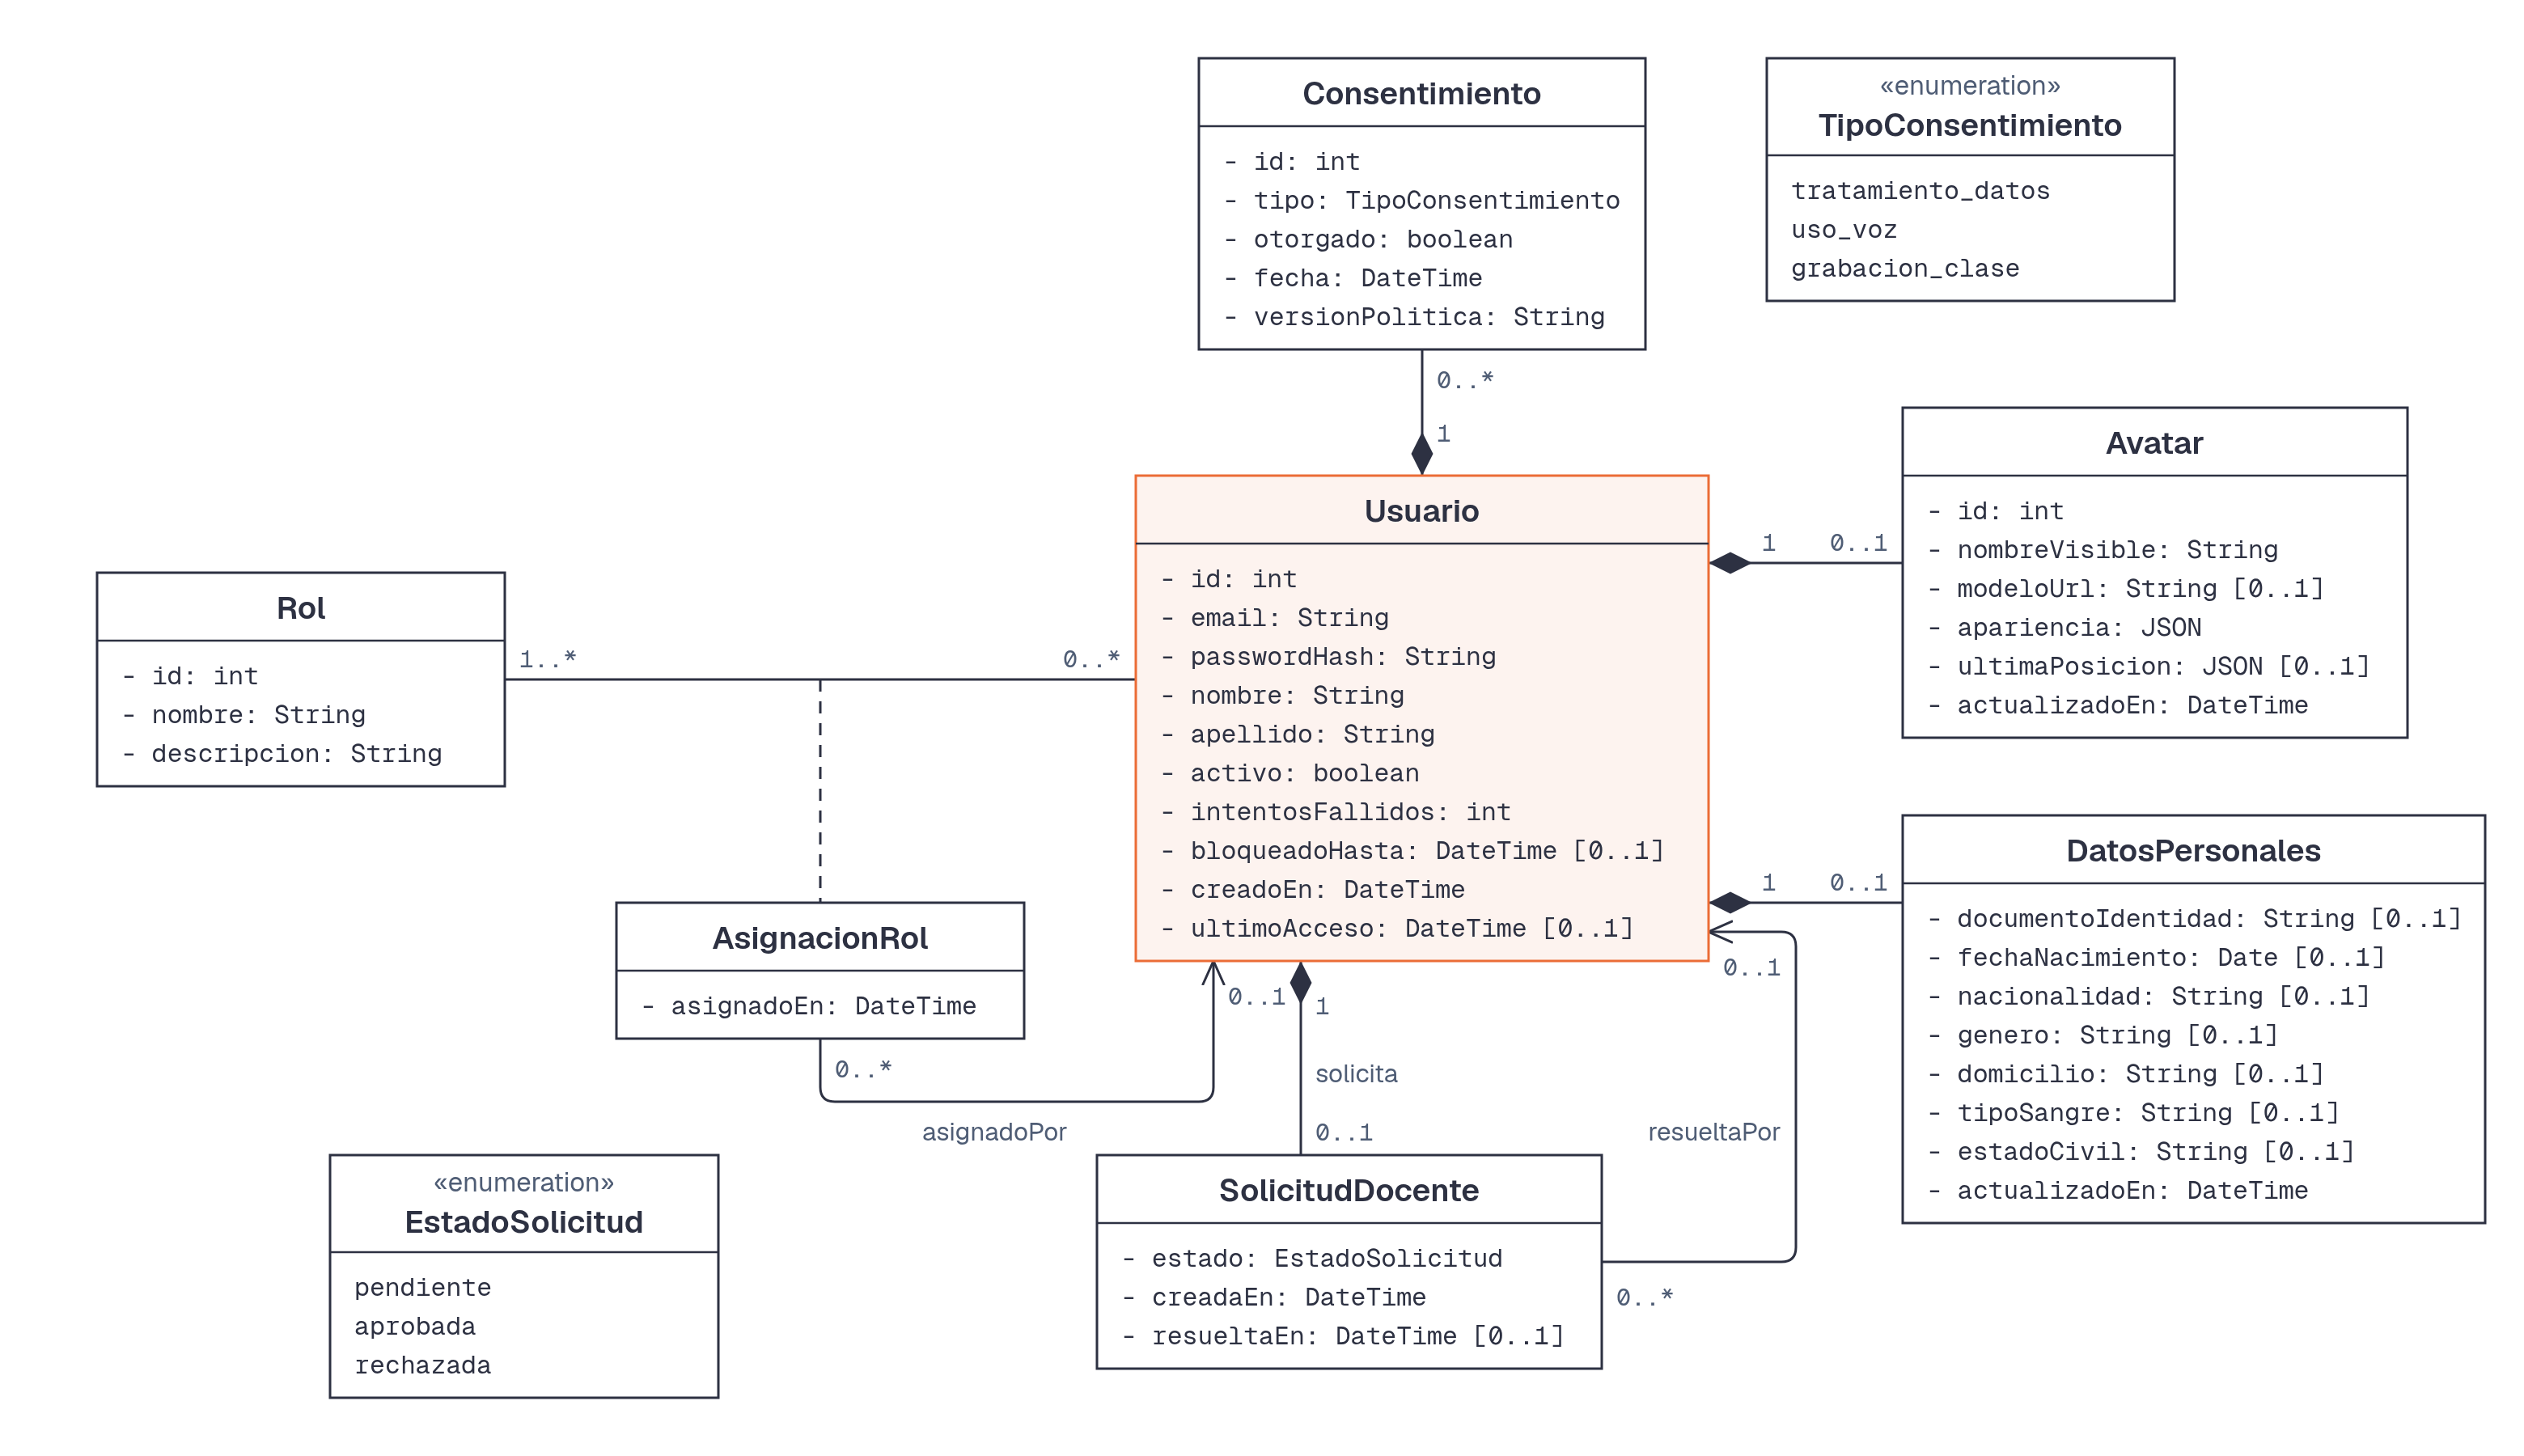 Consentimiento
- id: int
- tipo: TipoConsentimiento
- otorgado: boolean
- fecha: DateTime
- versionPolitica: String
«enumeration»
TipoConsentimiento
tratamiento_datos
uso_voz
grabacion_clase
0..*
1
Usuario
- id: int
- email: String
- passwordHash: String
- nombre: String
- apellido: String
- activo: boolean
- intentosFallidos: int
- bloqueadoHasta: DateTime [0..1]
- creadoEn: DateTime
- ultimoAcceso: DateTime [0..1]
1
0..1
Avatar
- id: int
- nombreVisible: String
- modeloUrl: String [0..1]
- apariencia: JSON
- ultimaPosicion: JSON [0..1]
- actualizadoEn: DateTime
Rol
- id: int
- nombre: String
- descripcion: String
1..*
0..*
1
0..1
DatosPersonales
- documentoIdentidad: String [0..1]
- fechaNacimiento: Date [0..1]
- nacionalidad: String [0..1]
- genero: String [0..1]
- domicilio: String [0..1]
- tipoSangre: String [0..1]
- estadoCivil: String [0..1]
- actualizadoEn: DateTime
AsignacionRol
- asignadoEn: DateTime
0..*
asignadoPor
0..1
1
solicita
0..1
0..1
resueltaPor
0..*
«enumeration»
EstadoSolicitud
pendiente
aprobada
rechazada
SolicitudDocente
- estado: EstadoSolicitud
- creadaEn: DateTime
- resueltaEn: DateTime [0..1]